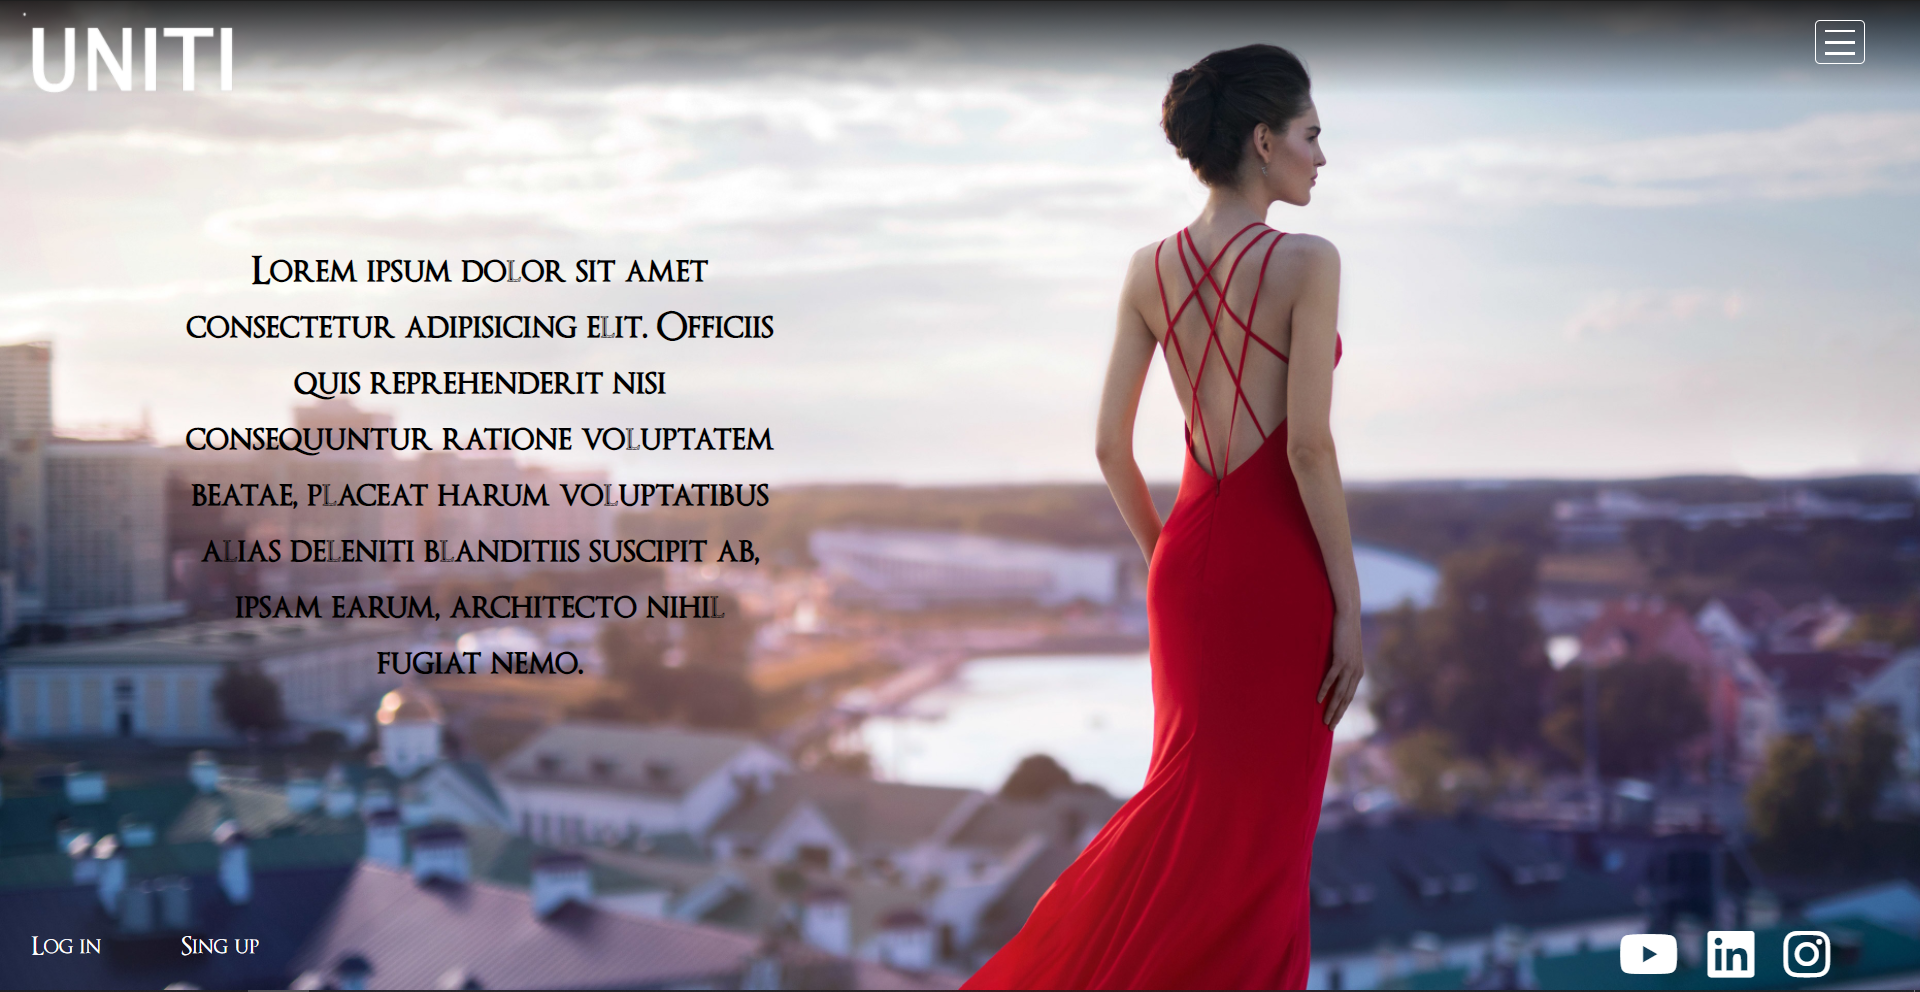 UNITI
Lorem ipsum dolor sit amet
consectetur adipisicing elit. Officiis
quis reprehenderit nisi
consequuntur ratione voluptatem
beatae, placeat harum voluptatibus
alias deleniti blanditiis suscipit ab,
ipsam earum, architecto nihil
fugiat nemo.
Log in
Sing up
in